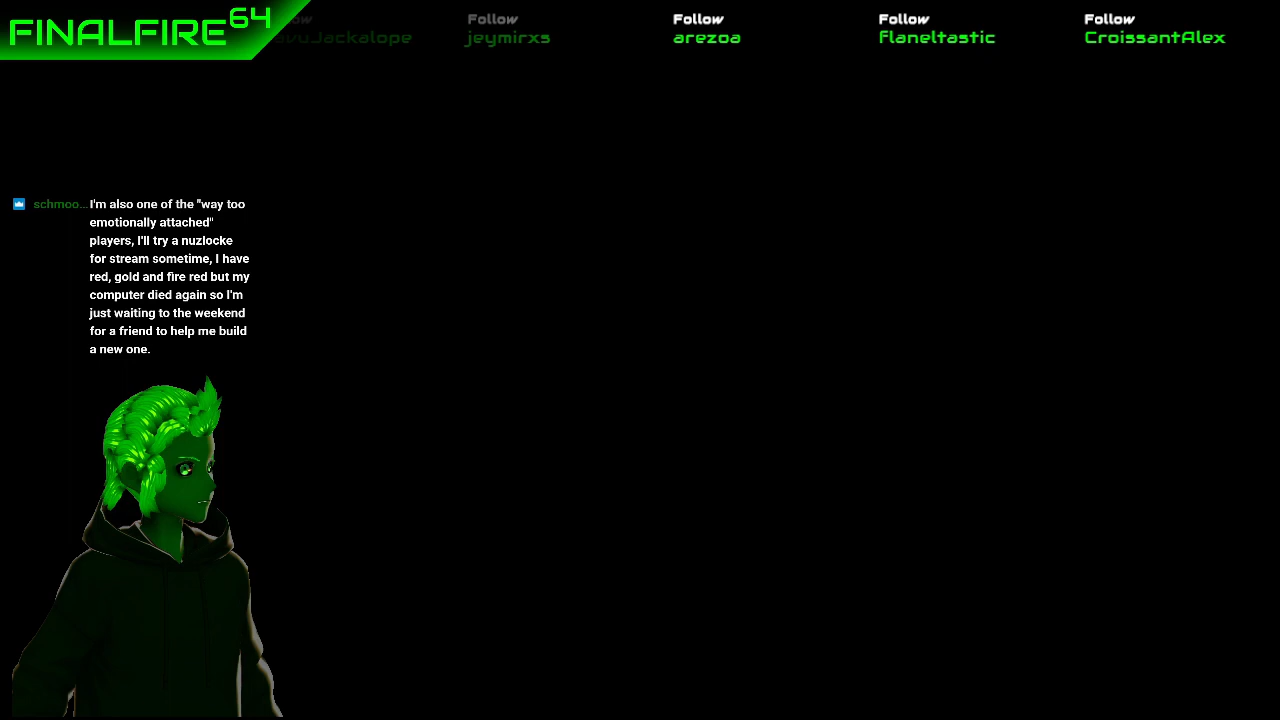 FINALFIRE64
Follow
jeymirxs
Follow
arezoa
Follow
flaneltastic
Follow
CroissantAlex
schmoo... I'm also one of the "way too
emotionally attached"
players, I'll try a nuzlocke
for stream sometime, I have
red, gold and fire red but my
computer died again so I'm
just waiting to the weekend
for a friend to help me build
a new one.